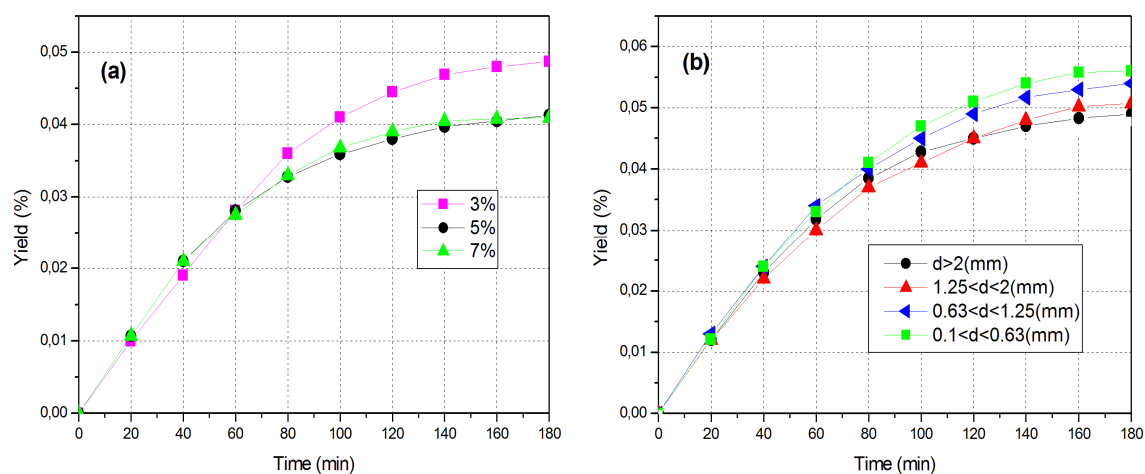 (a)
0,05
0,04
0,03
0,02
0,01
0,00
Yield (%)
3%
5%
7%
0 20 40 60 80 100 120 140 160 180
Time (min)
(b)
0,06
0,05
0,04
0,03
0,02
0,01
0,00
Yield (%)
d>2(mm)
1.25<d<2(mm)
0.63<d<1.25(mm)
0.1<d<0.63(mm)
0 20 40 60 80 100 120 140 160 180
Time (min)